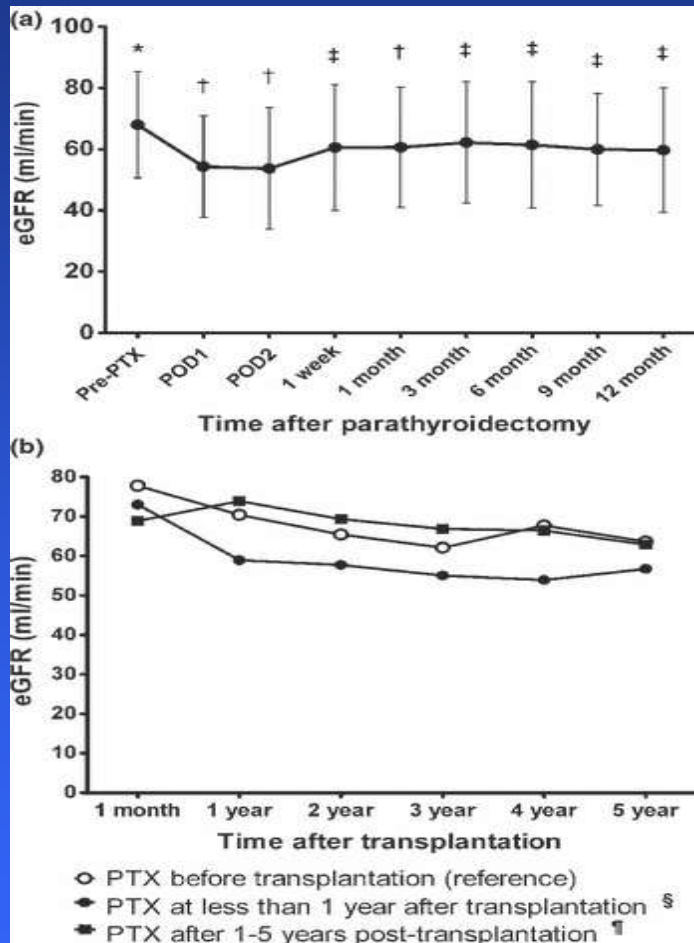 (a)
100
80
60
40
20
0
eGFR (ml/min)
* † † ‡ † ‡ ‡ ‡ ‡
Pre-PTX POD1 POD2 1 week 1 month 3 month 6 month 9 month 12 month
Time after parathyroidectomy
(b)
80
70
60
50
40
30
20
10
0
eGFR (ml/min)
1 month 1 year 2 year 3 year 4 year 5 year
Time after transplantation
PTX before transplantation (reference)
PTX at less than 1 year after transplantation §
PTX after 1-5 years post-transplantation ¶